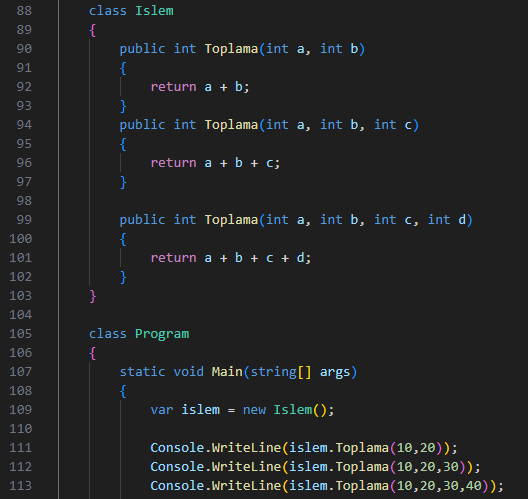 88 class Islem
89 {
90 public int Toplama(int a, int b)
91 {
92 return a + b;
93 }
94 public int Toplama(int a, int b, int c)
95 {
96 return a + b + c;
97 }
98
99 public int Toplama(int a, int b, int c, int d)
100 {
101 return a + b + c + d;
102 }
103 }
104
105 class Program
106 {
107 static void Main(string[] args)
108 {
109 var islem = new Islem();
110
111 Console.WriteLine(islem.Toplama(10,20));
112 Console.WriteLine(islem.Toplama(10,20,30));
113 Console.WriteLine(islem.Toplama(10,20,30,40));